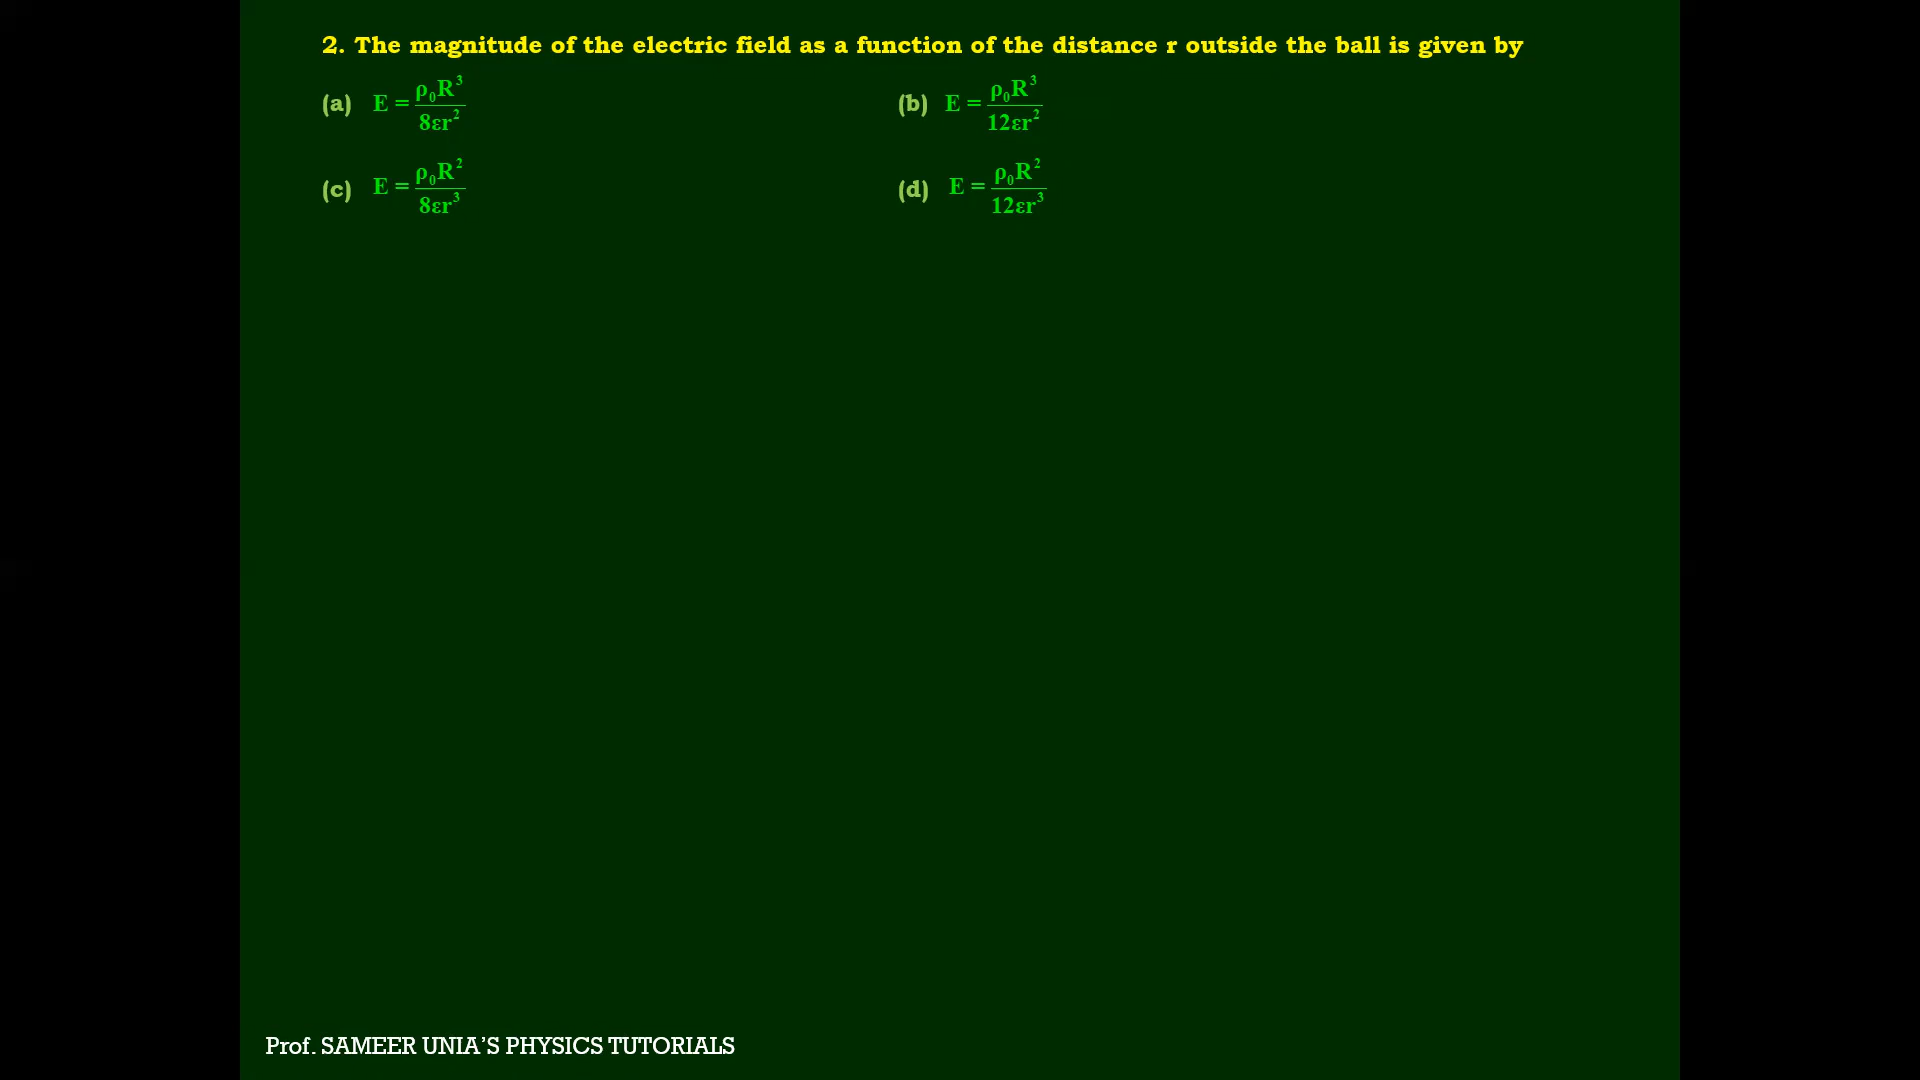 2. The magnitude of the electric field as a function of the distance r outside the ball is given by
(a) E = ρ₀R³ / 8εr² (b) E = ρ₀R³ / 12εr²
(c) E = ρ₀R² / 8εr³ (d) E = ρ₀R² / 12εr³
Prof. SAMEER UNIA’S PHYSICS TUTORIALS